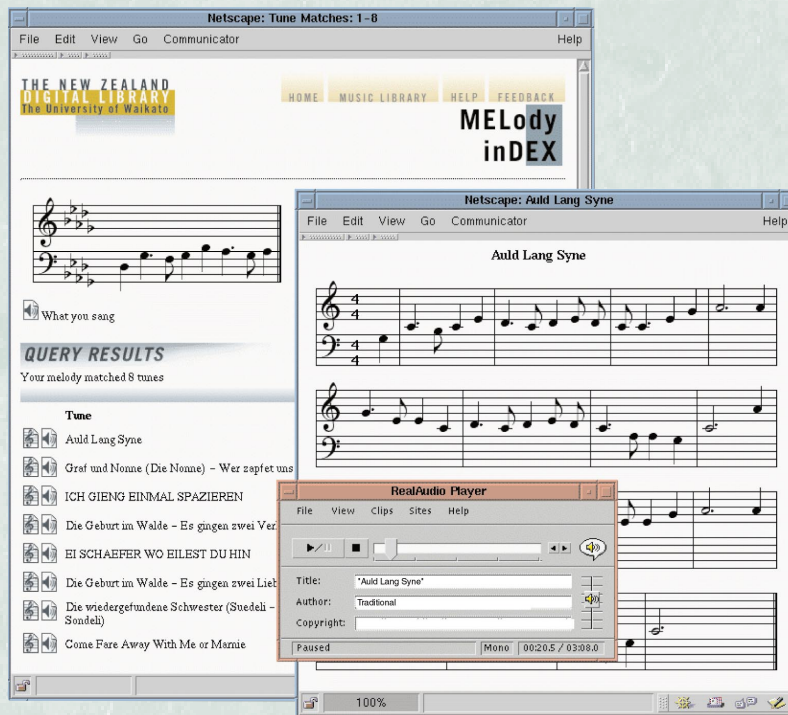 Netscape: Tune Matches: 1-8
File Edit View Go Communicator Help
THE NEW ZEALAND
DIGITAL LIBRARY
The University of Waikato
HOME MUSIC LIBRARY HELP FEEDBACK
MELody
inDEX
What you sang
QUERY RESULTS
Your melody matched 8 tunes
Tune
Auld Lang Syne
Graf und Nonne (Die Nonne) - Wer zapfet uns
ICH GIENG EINMAL SPAZIEREN
Die Geburt im Walde - Es gingen zwei
EI SCHAEFER WO EILEST DU HIN
Die Geburt im Walde - Es gingen zwei
Die wiedergefundene Schwester (Suedeli -
Sondeli)
Come Fare Away With Me or Mamie
Netscape: Auld Lang Syne
File Edit View Go Communicator Help
Auld Lang Syne
4
4
4
4
RealAudio Player
File View Clips Sites Help
Title: "Auld Lang Syne"
Author: Traditional
Copyright:
Paused Mono 00:20.5 / 03:08.0
100%